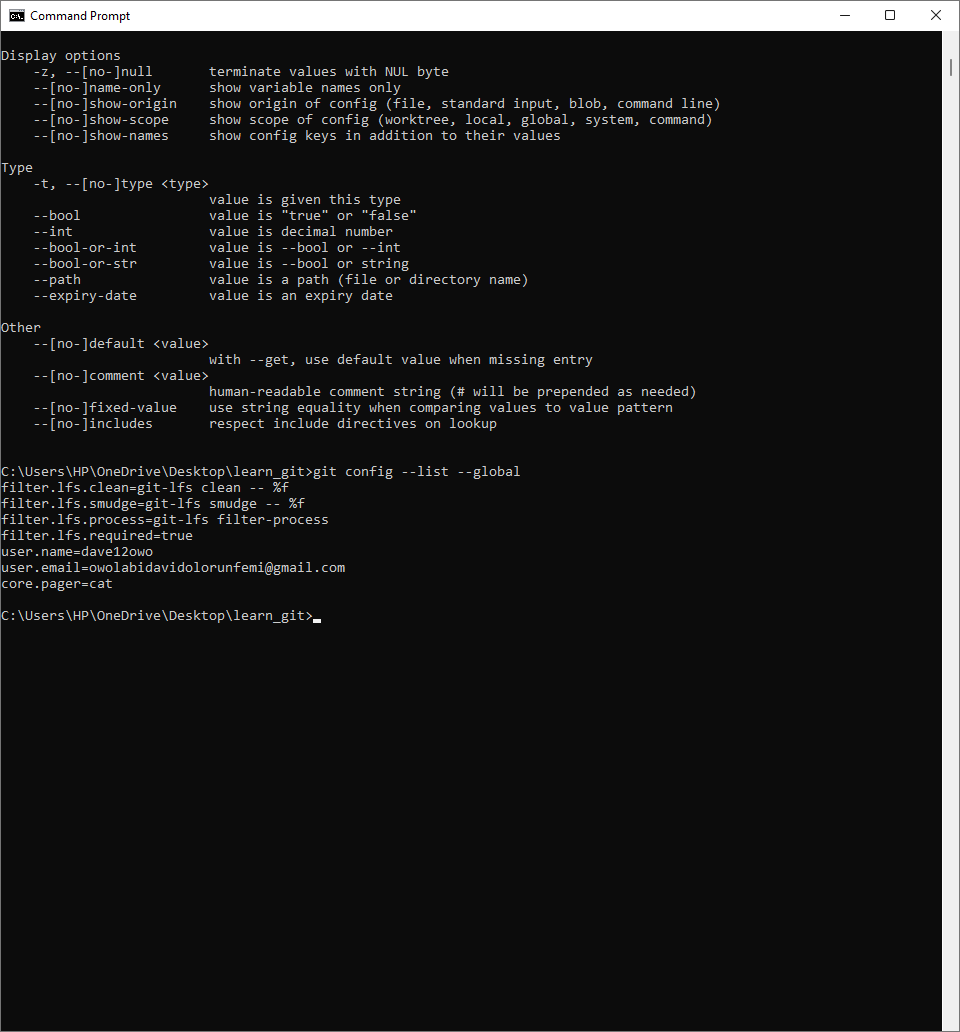 Command Prompt
Display options
    -z, --[no-]null       terminate values with NUL byte
    --[no-]name-only      show variable names only
    --[no-]show-origin    show origin of config (file, standard input, blob, command line)
    --[no-]show-scope     show scope of config (worktree, local, global, system, command)
    --[no-]show-names     show config keys in addition to their values
Type
    -t, --[no-]type <type>
                          value is given this type
    --bool                value is "true" or "false"
    --int                 value is decimal number
    --bool-or-int         value is --bool or --int
    --bool-or-str         value is --bool or string
    --path                value is a path (file or directory name)
    --expiry-date         value is an expiry date
Other
    --[no-]default <value>
                          with --get, use default value when missing entry
    --[no-]comment <value>
                          human-readable comment string (# will be prepended as needed)
    --[no-]fixed-value    use string equality when comparing values to value pattern
    --[no-]includes       respect include directives on lookup
C:\Users\HP\OneDrive\Desktop\learn_git>git config --list --global
filter.lfs.clean=git-lfs clean -- %f
filter.lfs.smudge=git-lfs smudge -- %f
filter.lfs.process=git-lfs filter-process
filter.lfs.required=true
user.name=dave12owo
user.email=owolabidavidolorunfemi@gmail.com
core.pager=cat
C:\Users\HP\OneDrive\Desktop\learn_git>